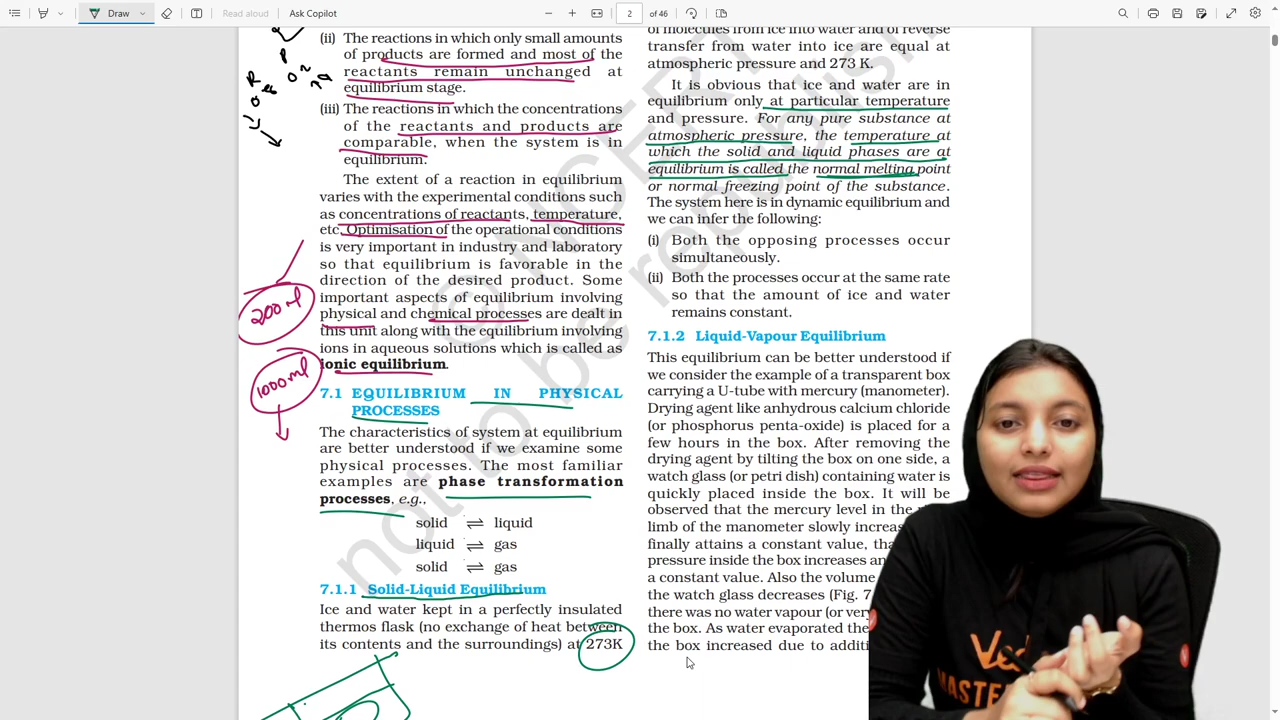 Draw
Read aloud
Ask Copilot
2
of 46
(ii) The reactions in which only small amounts
of products are formed and most of the
reactants remain unchanged at
equilibrium stage.
(iii) The reactions in which the concentrations
of the reactants and products are
comparable, when the system is in
equilibrium.
The extent of a reaction in equilibrium
varies with the experimental conditions such
as concentrations of reactants, temperature,
etc. Optimisation of the operational conditions
is very important in industry and laboratory
so that equilibrium is favorable in the
direction of the desired product. Some
important aspects of equilibrium involving
physical and chemical processes are dealt in
this unit along with the equilibrium involving
ions in aqueous solutions which is called as
ionic equilibrium.
200 ml
1000 ml
7.1 EQUILIBRIUM IN PHYSICAL
PROCESSES
The characteristics of system at equilibrium
are better understood if we examine some
physical processes. The most familiar
examples are phase transformation
processes, e.g.,
solid ⇌ liquid
liquid ⇌ gas
solid ⇌ gas
7.1.1 Solid-Liquid Equilibrium
Ice and water kept in a perfectly insulated
thermos flask (no exchange of heat between
its contents and the surroundings) at 273K
of molecules from ice into water and of reverse
transfer from water into ice are equal at
atmospheric pressure and 273 K.
It is obvious that ice and water are in
equilibrium only at particular temperature
and pressure. For any pure substance at
atmospheric pressure, the temperature at
which the solid and liquid phases are at
equilibrium is called the normal melting point
or normal freezing point of the substance.
The system here is in dynamic equilibrium and
we can infer the following:
(i) Both the opposing processes occur
simultaneously.
(ii) Both the processes occur at the same rate
so that the amount of ice and water
remains constant.
7.1.2 Liquid-Vapour Equilibrium
This equilibrium can be better understood if
we consider the example of a transparent box
carrying a U-tube with mercury (manometer).
Drying agent like anhydrous calcium chloride
(or phosphorus penta-oxide) is placed for a
few hours in the box. After removing the
drying agent by tilting the box on one side, a
watch glass (or petri dish) containing water is
quickly placed inside the box. It will be
observed that the mercury level in the
limb of the manometer slowly
finally attains a constant value,
pressure inside the box increases
a constant value. Also the volume
the watch glass decreases (Fig. 7
there was no water vapour (or very
the box. As water evaporated the
the box increased due to
© NCERT
not to be republish
MASTER